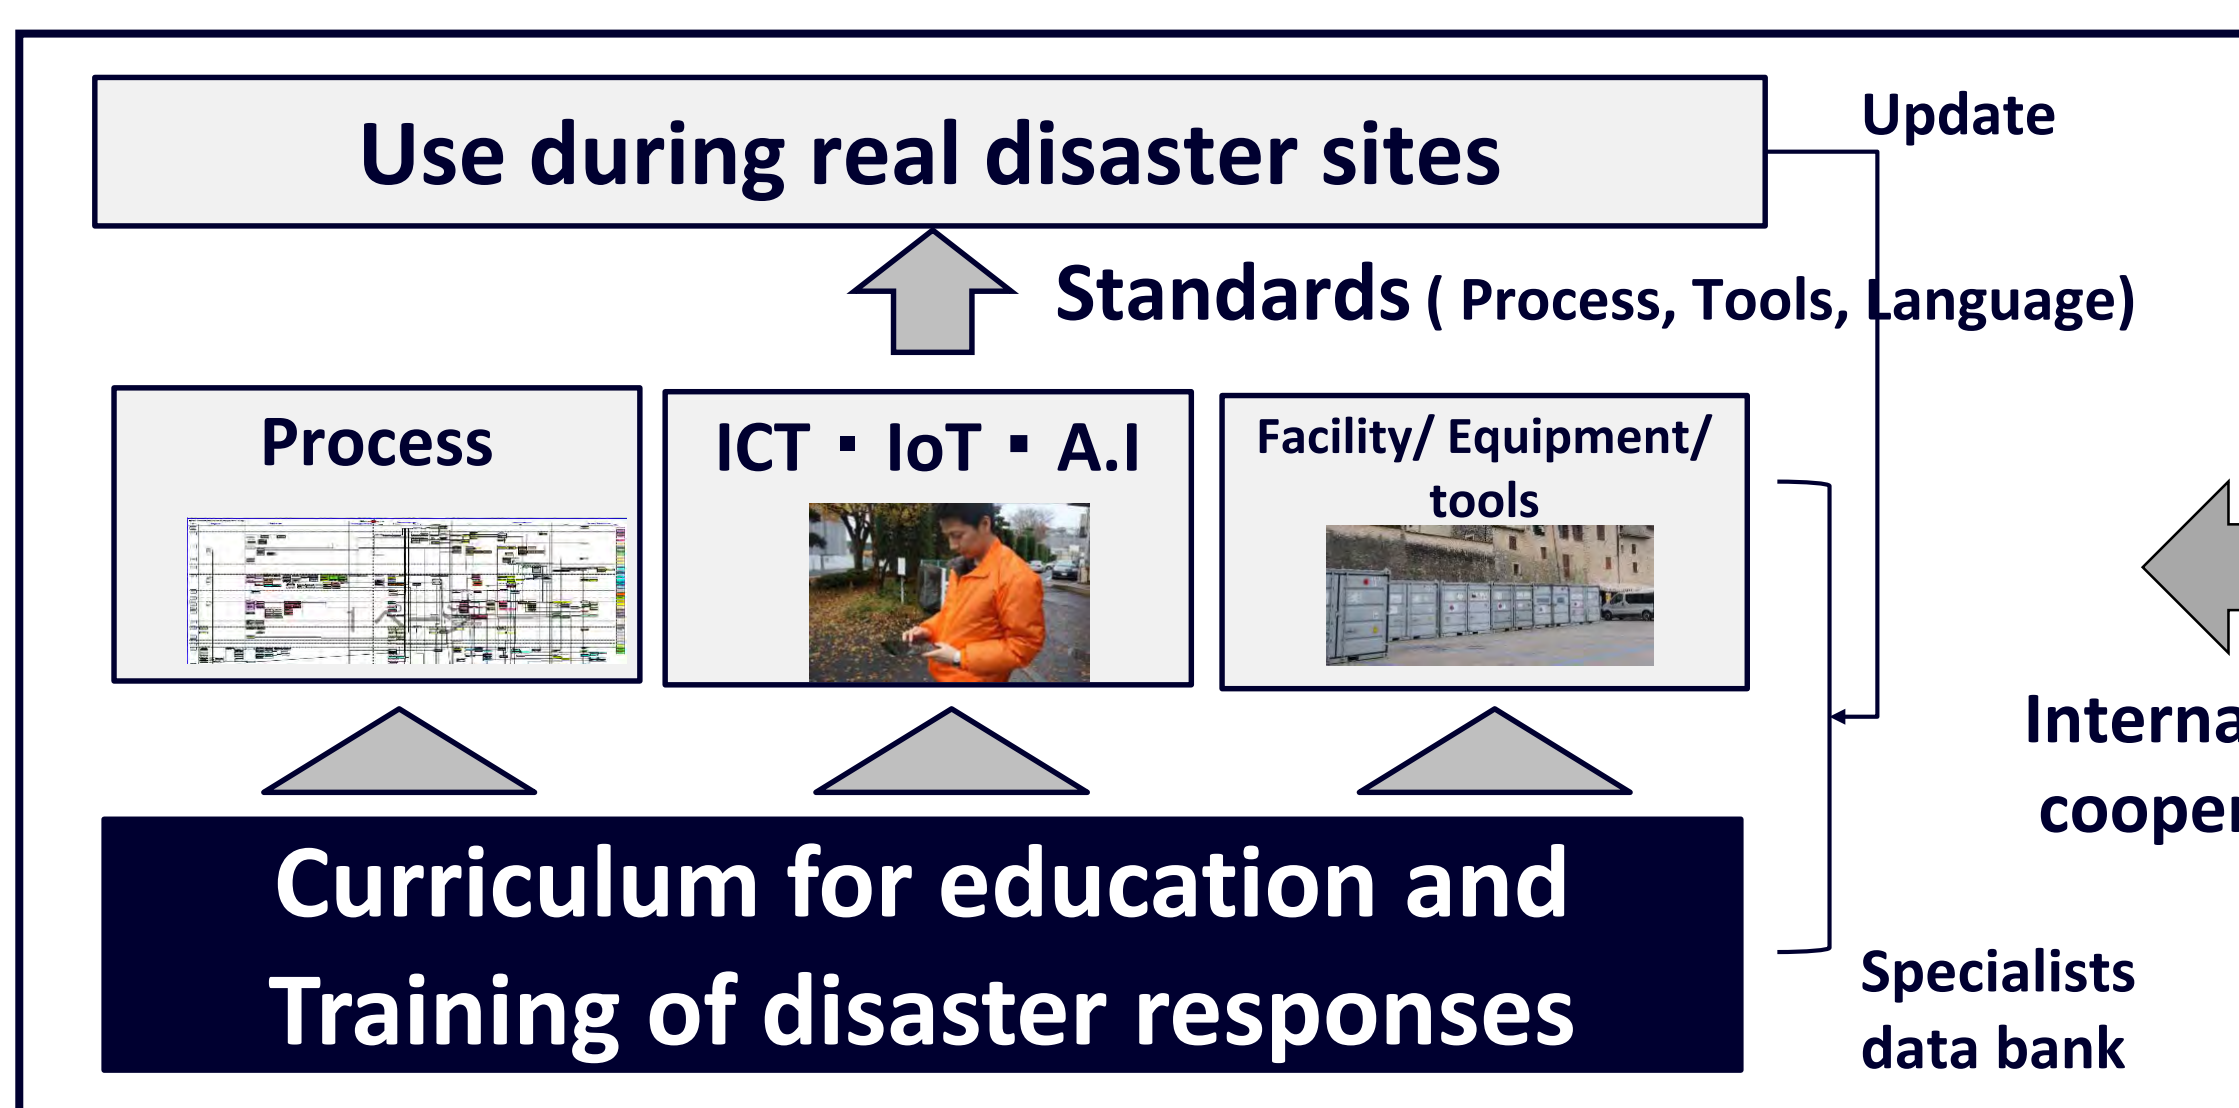 Use during real disaster sites
Update
Standards ( Process, Tools, Language)
Process
ICT ・ IoT ・ A.I
Facility/ Equipment/
tools
Curriculum for education and
Training of disaster responses
Specialists
data bank